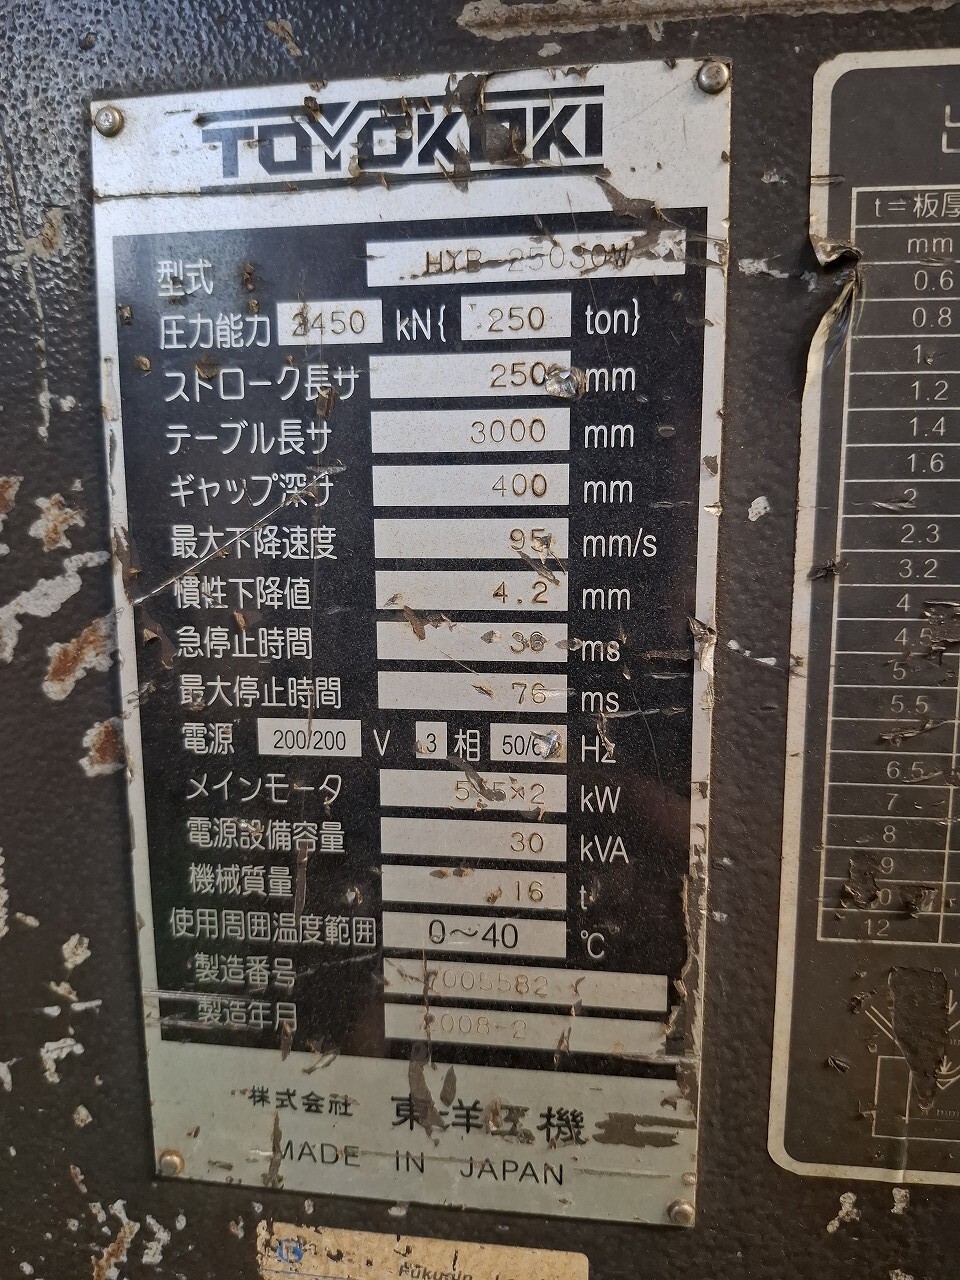 TOYOKOKI
型式 HYB-25030W
圧力能力 2450 kN{ 250 ton}
ストローク長サ 250 mm
テーブル長サ 3000 mm
ギャップ深サ 400 mm
最大下降速度 95 mm/s
慣性下降値 4.2 mm
急停止時間 36 ms
最大停止時間 76 ms
電源 200/200 V 3 相 50/60 Hz
メインモータ 5.5×2 kW
電源設備容量 30 kVA
機械質量 16 t
使用周囲温度範囲 0～40 ℃
製造番号 7005582
製造年月 2008-2
株式会社 東洋工機
MADE IN JAPAN
t＝板厚
mm
0.6
0.8
1.
1.2
1.4
1.6
2
2.3
3.2
4
4.5
5
5.5
6
6.5
7
8
9
12
mm